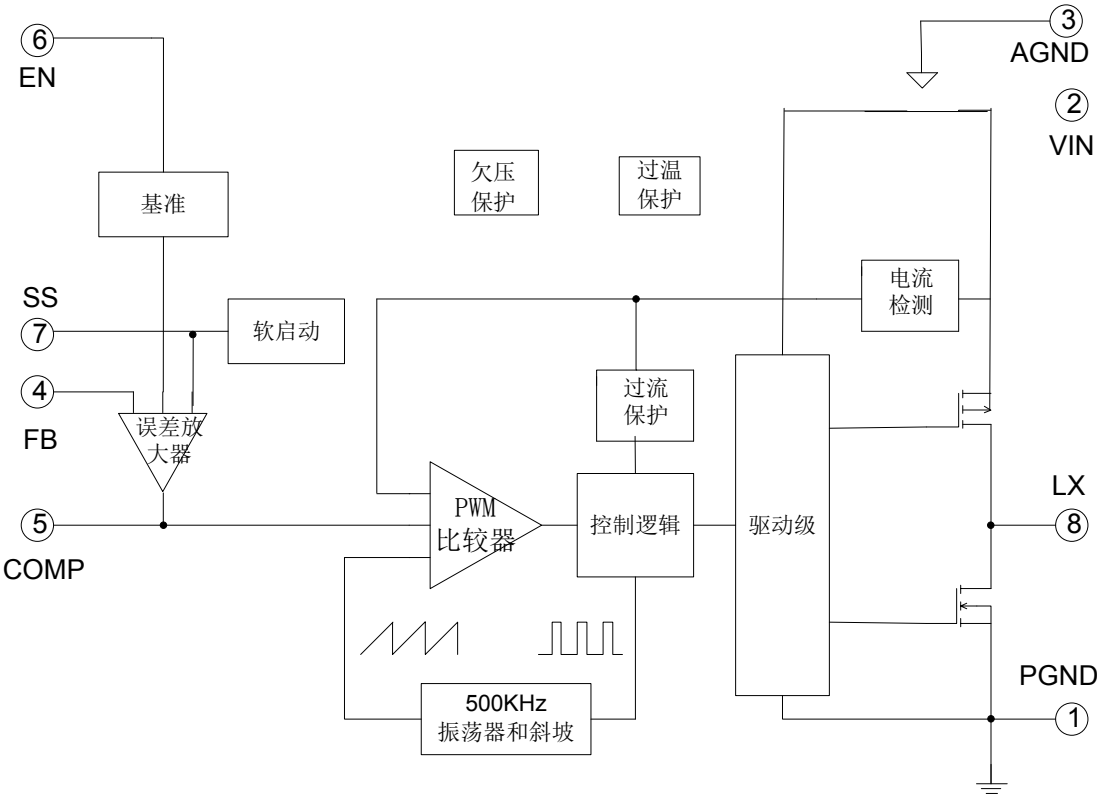 6
EN
3
AGND
2
VIN
欠压
保护
过温
保护
基准
电流
检测
SS
7
软启动
4
FB
误差放
大器
过流
保护
5
COMP
PWM
比较器
控制逻辑
驱动级
LX
8
500KHz
振荡器和斜坡
PGND
1